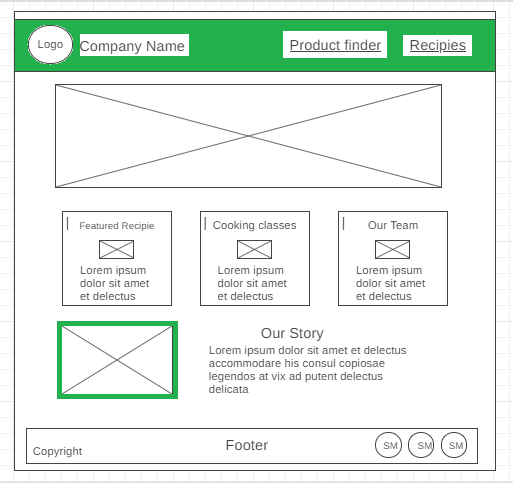 Logo
Company Name
Product finder
Recipies
Featured Recipie
Lorem ipsum
dolor sit amet
et delectus
Cooking classes
Lorem ipsum
dolor sit amet
et delectus
Our Team
Lorem ipsum
dolor sit amet
et delectus
Our Story
Lorem ipsum dolor sit amet et delectus
accommodare his consul copiosae
legendos at vix ad putent delectus
delicata
Copyright
Footer
SM
SM
SM